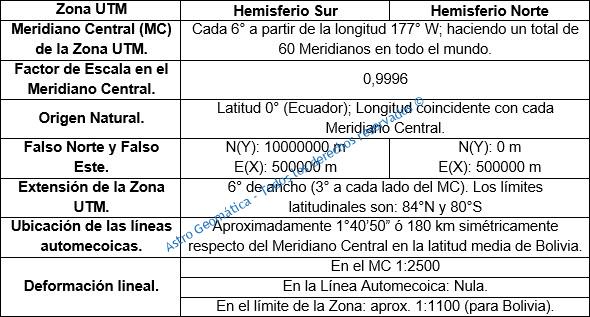 Zona UTM
Hemisferio Sur
Hemisferio Norte
Meridiano Central (MC)
de la Zona UTM.
Cada 6° a partir de la longitud 177° W; haciendo un total de
60 Meridianos en todo el mundo.
Factor de Escala en el
Meridiano Central.
0,9996
Origen Natural.
Latitud 0° (Ecuador); Longitud coincidente con cada
Meridiano Central.
Falso Norte y Falso
Este.
N(Y): 10000000 m
E(X): 500000 m
N(Y): 0 m
E(X): 500000 m
Extensión de la Zona
UTM.
6° de ancho (3° a cada lado del MC). Los límites
latitudinales son: 84°N y 80°S
Ubicación de las líneas
automecoicas.
Aproximadamente 1°40'50" ó 180 km simétricamente
respecto del Meridiano Central en la latitud media de Bolivia.
Deformación lineal.
En el MC 1:2500
En la Línea Automecoica: Nula.
En el límite de la Zona: aprox. 1:1100 (para Bolivia).
Astro Geomática - Todos los derechos reservados ©